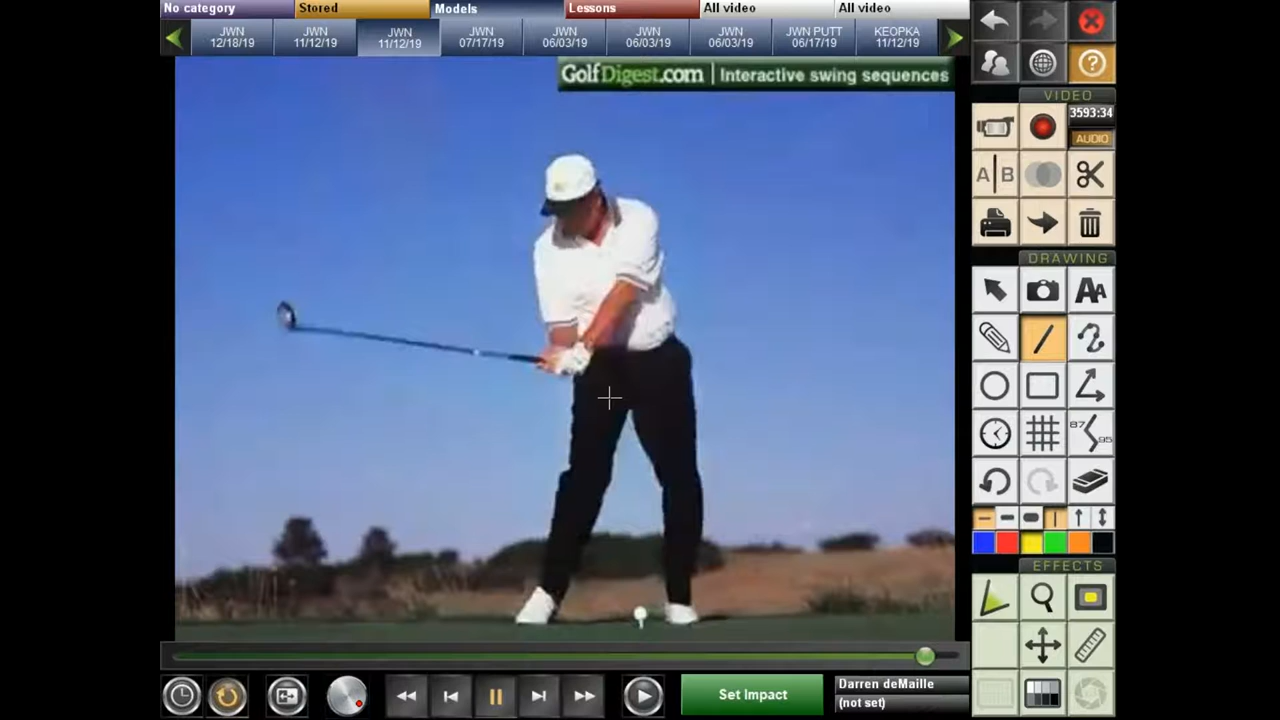 No category
Stored
Models
Lessons
All video
All video
JWN
12/18/19
JWN
11/12/19
JWN
11/12/19
JWN
07/17/19
JWN
06/03/19
JWN
06/03/19
JWN
06/03/19
JWN PUTT
06/17/19
KEOPKA
11/12/19
GolfDigest.com | Interactive swing sequences
?
VIDEO
3593:34
AUDIO
A|B
DRAWING
AA
87
95
EFFECTS
Set Impact
Darren deMaille
(not set)